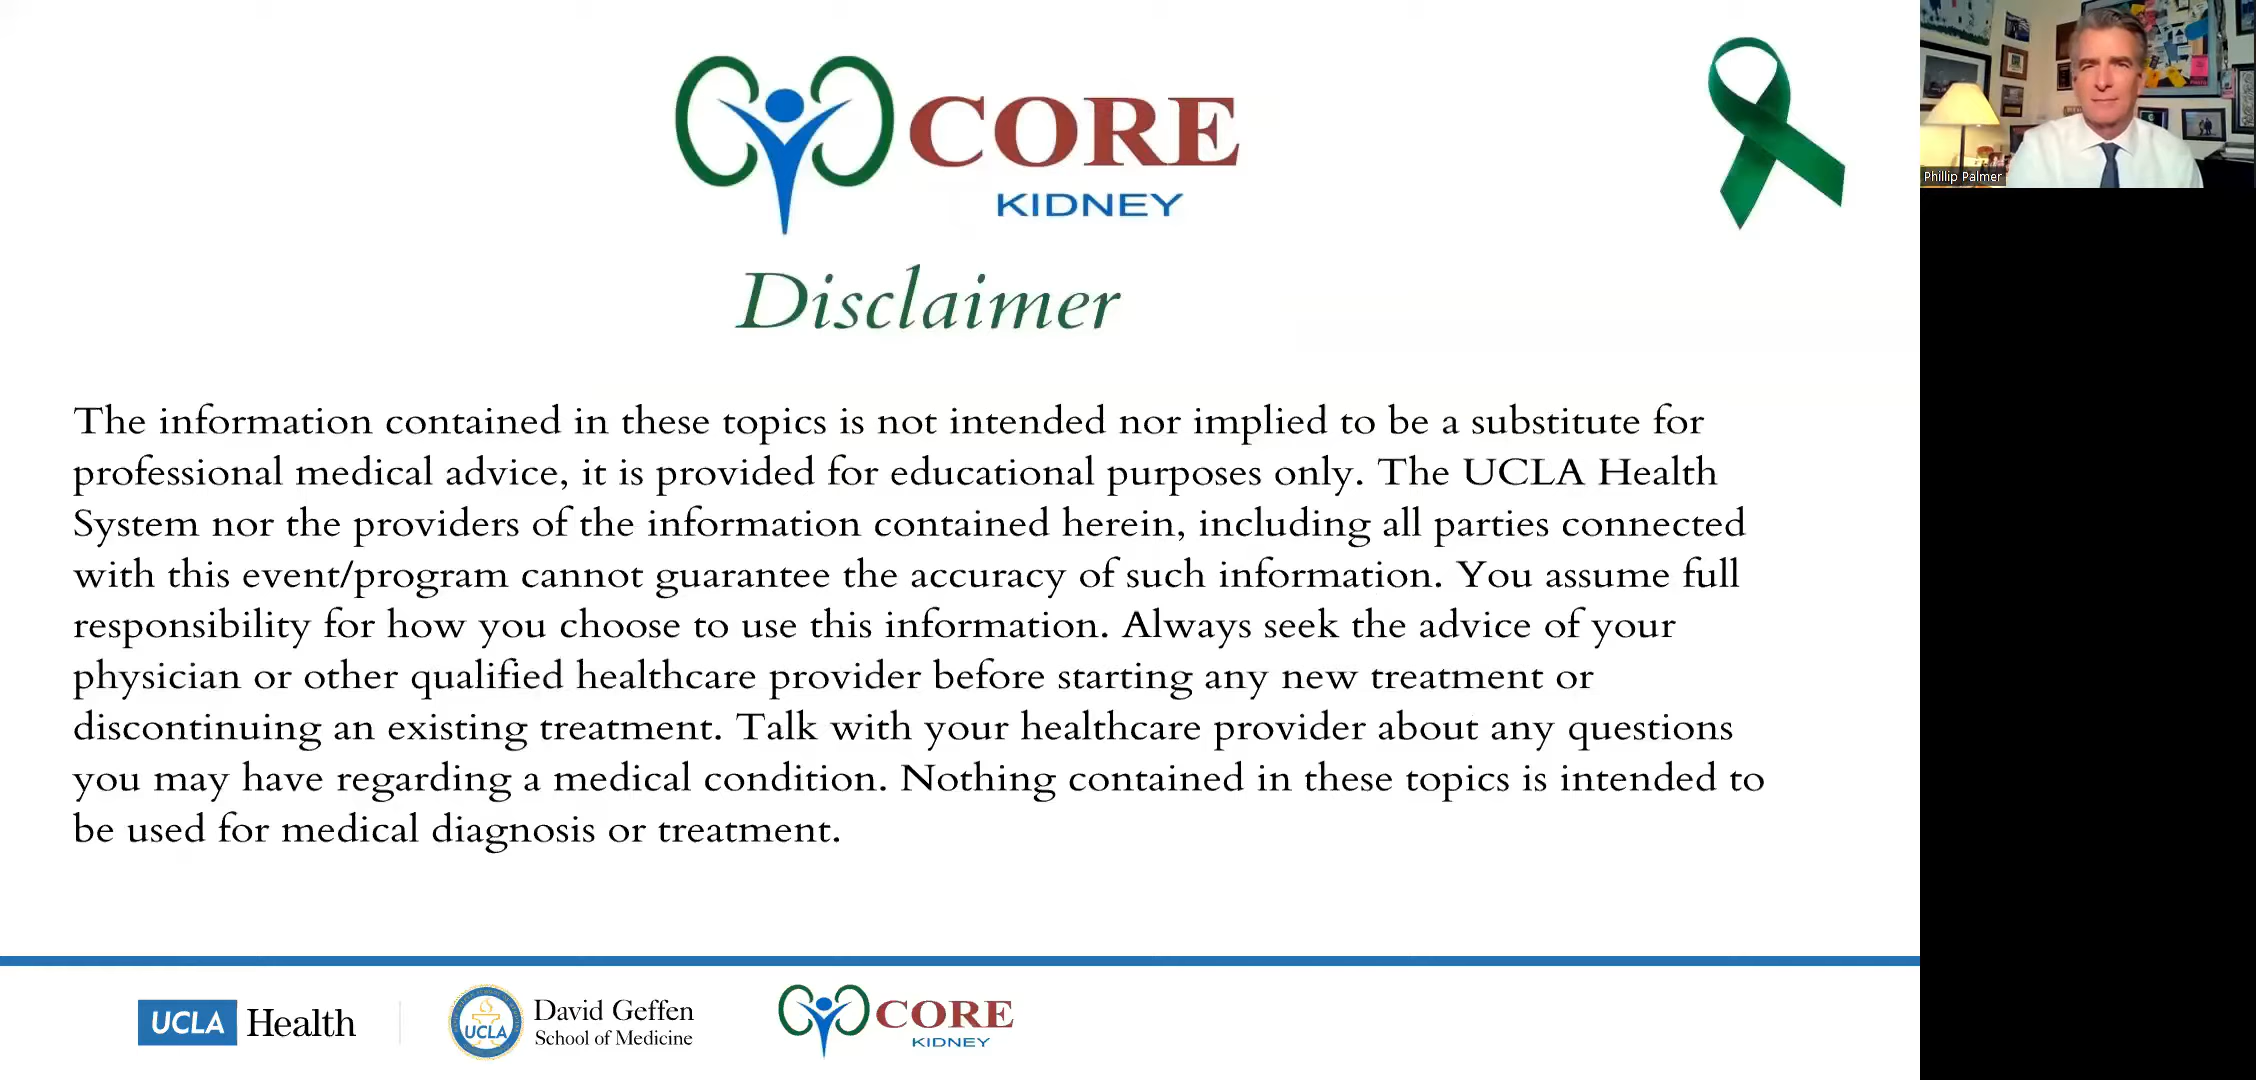 CORE
KIDNEY
Phillip Palmer
Disclaimer
The information contained in these topics is not intended nor implied to be a substitute for
professional medical advice, it is provided for educational purposes only. The UCLA Health
System nor the providers of the information contained herein, including all parties connected
with this event/program cannot guarantee the accuracy of such information. You assume full
responsibility for how you choose to use this information. Always seek the advice of your
physician or other qualified healthcare provider before starting any new treatment or
discontinuing an existing treatment. Talk with your healthcare provider about any questions
you may have regarding a medical condition. Nothing contained in these topics is intended to
be used for medical diagnosis or treatment.
UCLA Health
UCLA
David Geffen
School of Medicine
CORE
KIDNEY